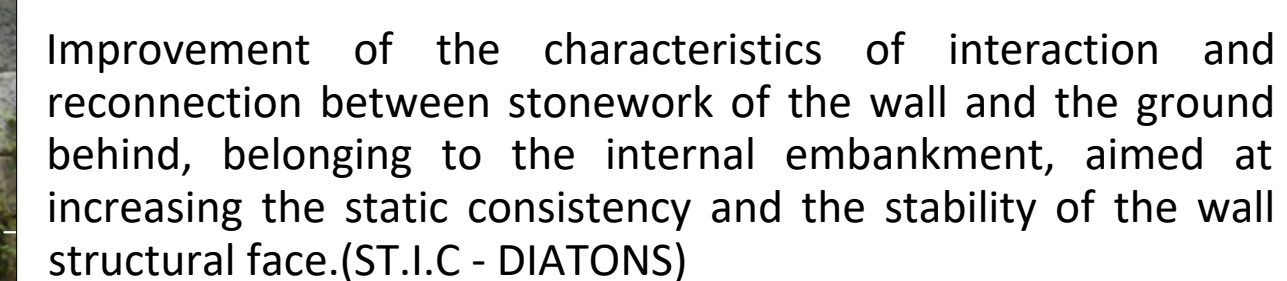 Improvement of the characteristics of interaction and
reconnection between stonework of the wall and the ground
behind, belonging to the internal embankment, aimed at
increasing the static consistency and the stability of the wall
structural face.(ST.I.C - DIATONS)